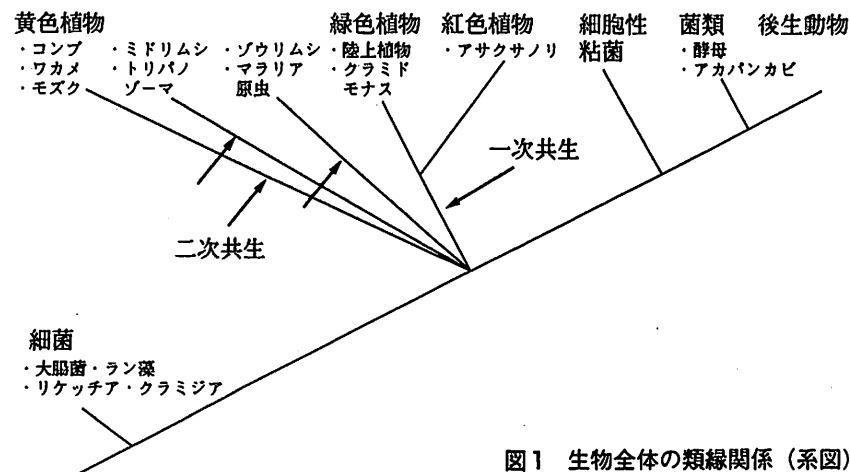 黄色植物
・コンブ
・ワカメ
・モズク
・ミドリムシ
・トリパノ
ゾーマ
・ゾウリムシ
・マラリア
原虫
緑色植物
・陸上植物
・クラミド
モナス
紅色植物
・アサクサノリ
細胞性
粘菌
菌類
・酵母
・アカパンカビ
後生動物
一次共生
二次共生
細菌
・大腸菌・ラン藻
・リケッチア・クラミジア
図1 生物全体の類縁関係（系図）